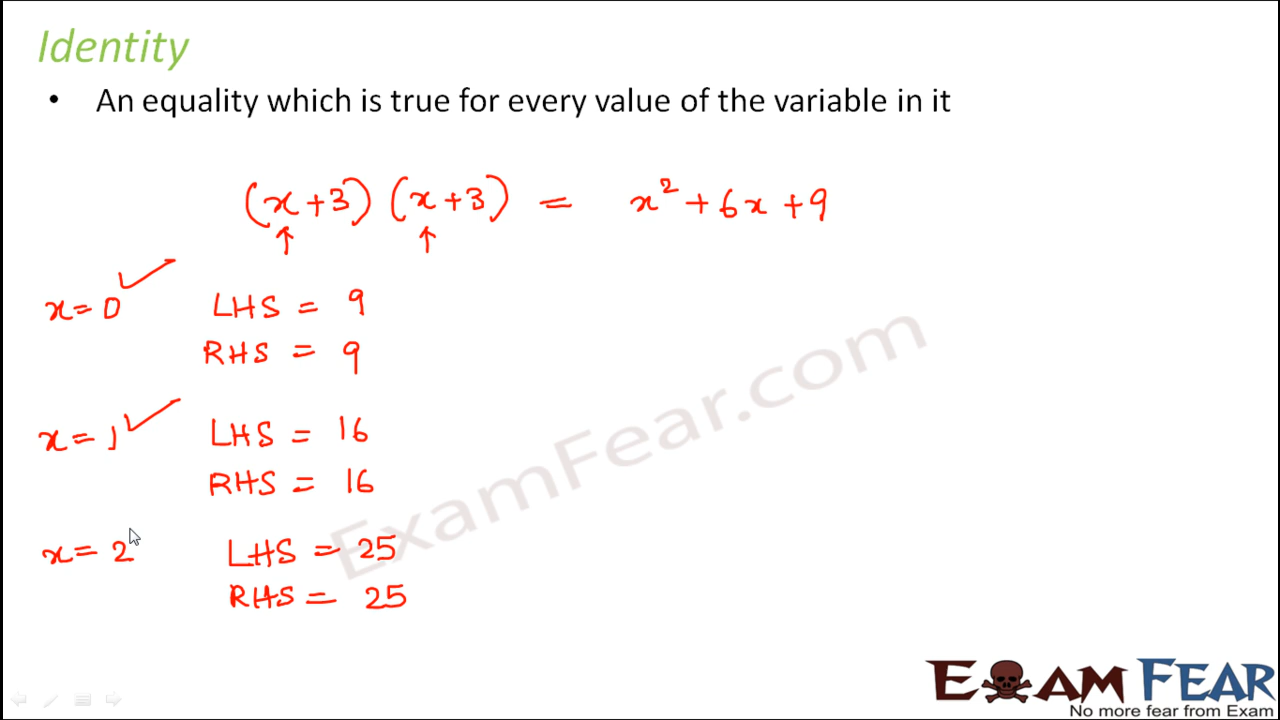 Identity
• An equality which is true for every value of the variable in it
(x+3) (x+3) = x² + 6x + 9
x = 0 LHS = 9
RHS = 9
x = 1 LHS = 16
RHS = 16
x = 2 LHS = 25
RHS = 25
ExamFear.com
EXAM FEAR
No more fear from Exam